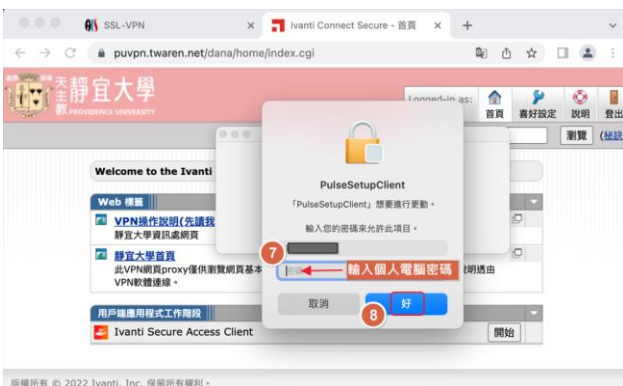 SSL-VPN
Ivanti Connect Secure - 首頁
puvpn.twaren.net/dana/home/index.cgi
天主教
靜宜大學
PROVIDENCE UNIVERSITY
Logged-in as:
首頁
喜好設定
說明
登出
瀏覽
Welcome to the Ivanti
PulseSetupClient
「PulseSetupClient」想要進行更動。
輸入您的密碼來允許此項目。
Web 標籤
VPN操作說明(先讀我
靜宜大學資訊處網頁
靜宜大學首頁
此VPN網頁proxy僅供瀏覽網頁基本
說明透由
VPN軟體連線。
7
輸入個人電腦密碼
取消
好
8
用戶端應用程式工作階段
Ivanti Secure Access Client
開始
版權所有 © 2022 Ivanti, Inc. 保留所有權利。